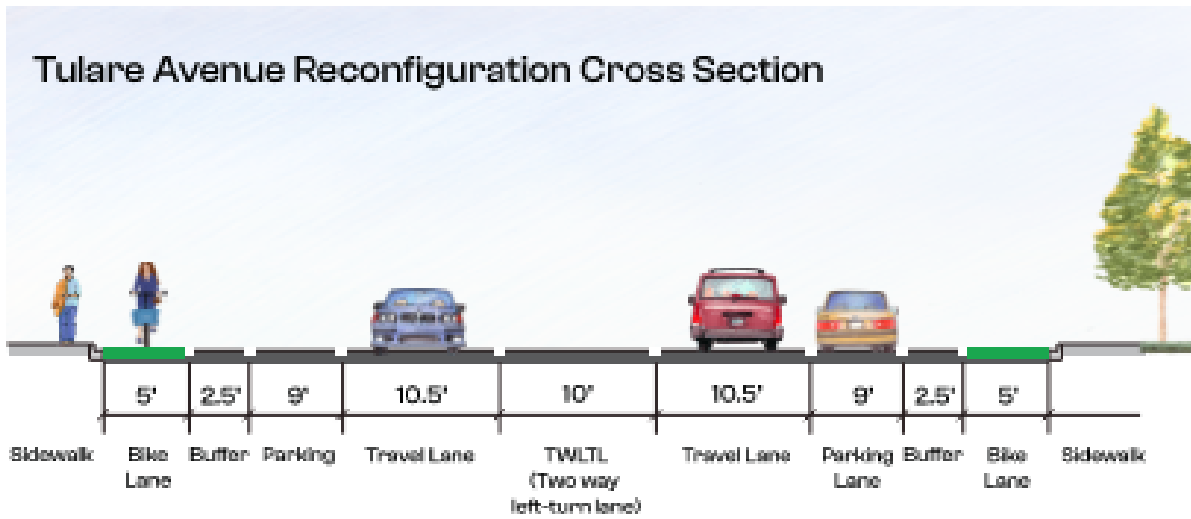 Tulare Avenue Reconfiguration Cross Section
5' 2.5' 9' 10.5' 10' 10.5' 9' 2.5' 5'
Sidewalk Bike Buffer Parking Travel Lane TWLTL Travel Lane Parking Buffer Bike Sidewalk
Lane (Two way Lane Lane
left-turn lane)